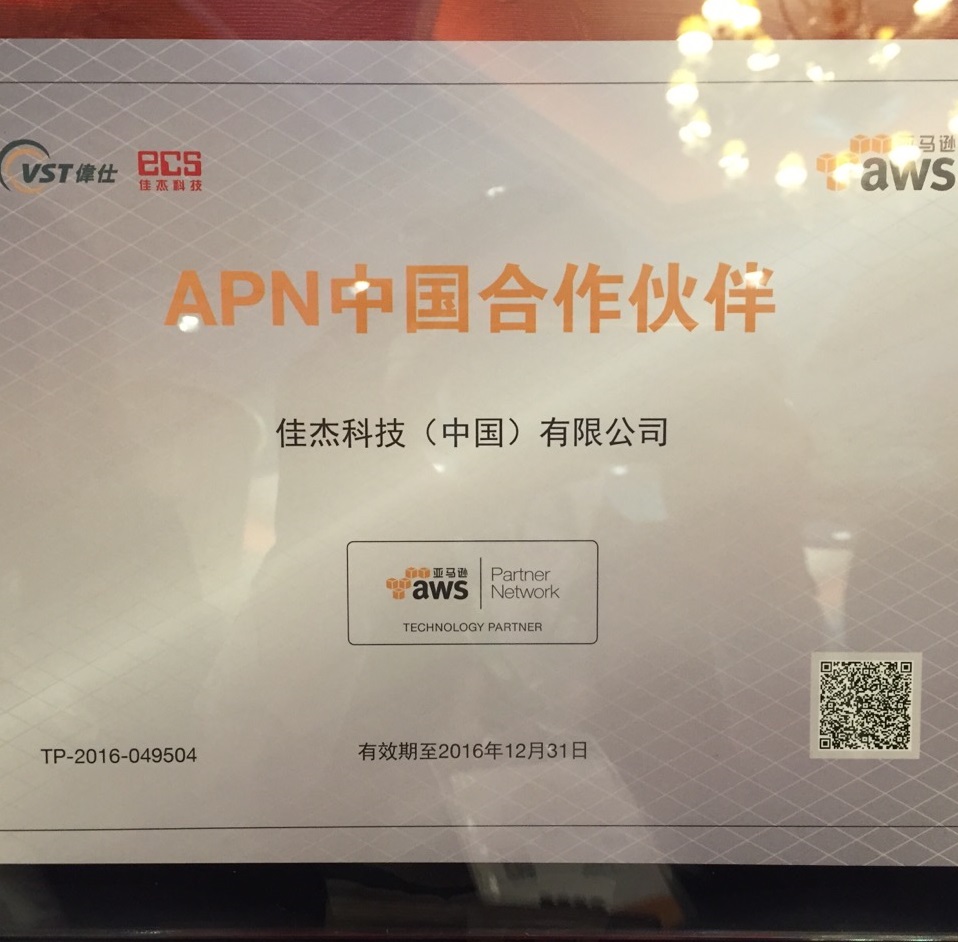 VST偉仕
ECS
佳杰科技
亚马逊
aws
APN中国合作伙伴
佳杰科技（中国）有限公司
亚马逊
aws
Partner
Network
TECHNOLOGY PARTNER
TP-2016-049504
有效期至2016年12月31日